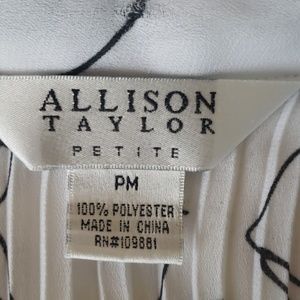 ALLISON
TAYLOR
PETITE
PM
100% POLYESTER
MADE IN CHINA
RN#109881